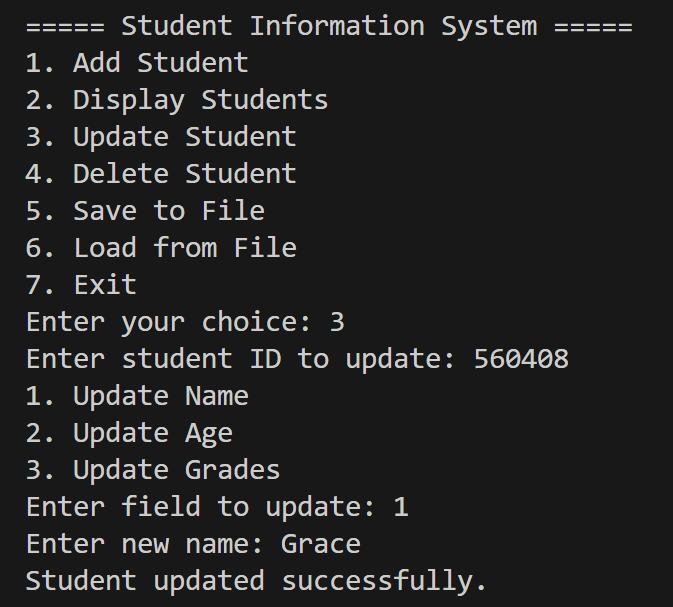 ===== Student Information System =====
1. Add Student
2. Display Students
3. Update Student
4. Delete Student
5. Save to File
6. Load from File
7. Exit
Enter your choice: 3
Enter student ID to update: 560408
1. Update Name
2. Update Age
3. Update Grades
Enter field to update: 1
Enter new name: Grace
Student updated successfully.